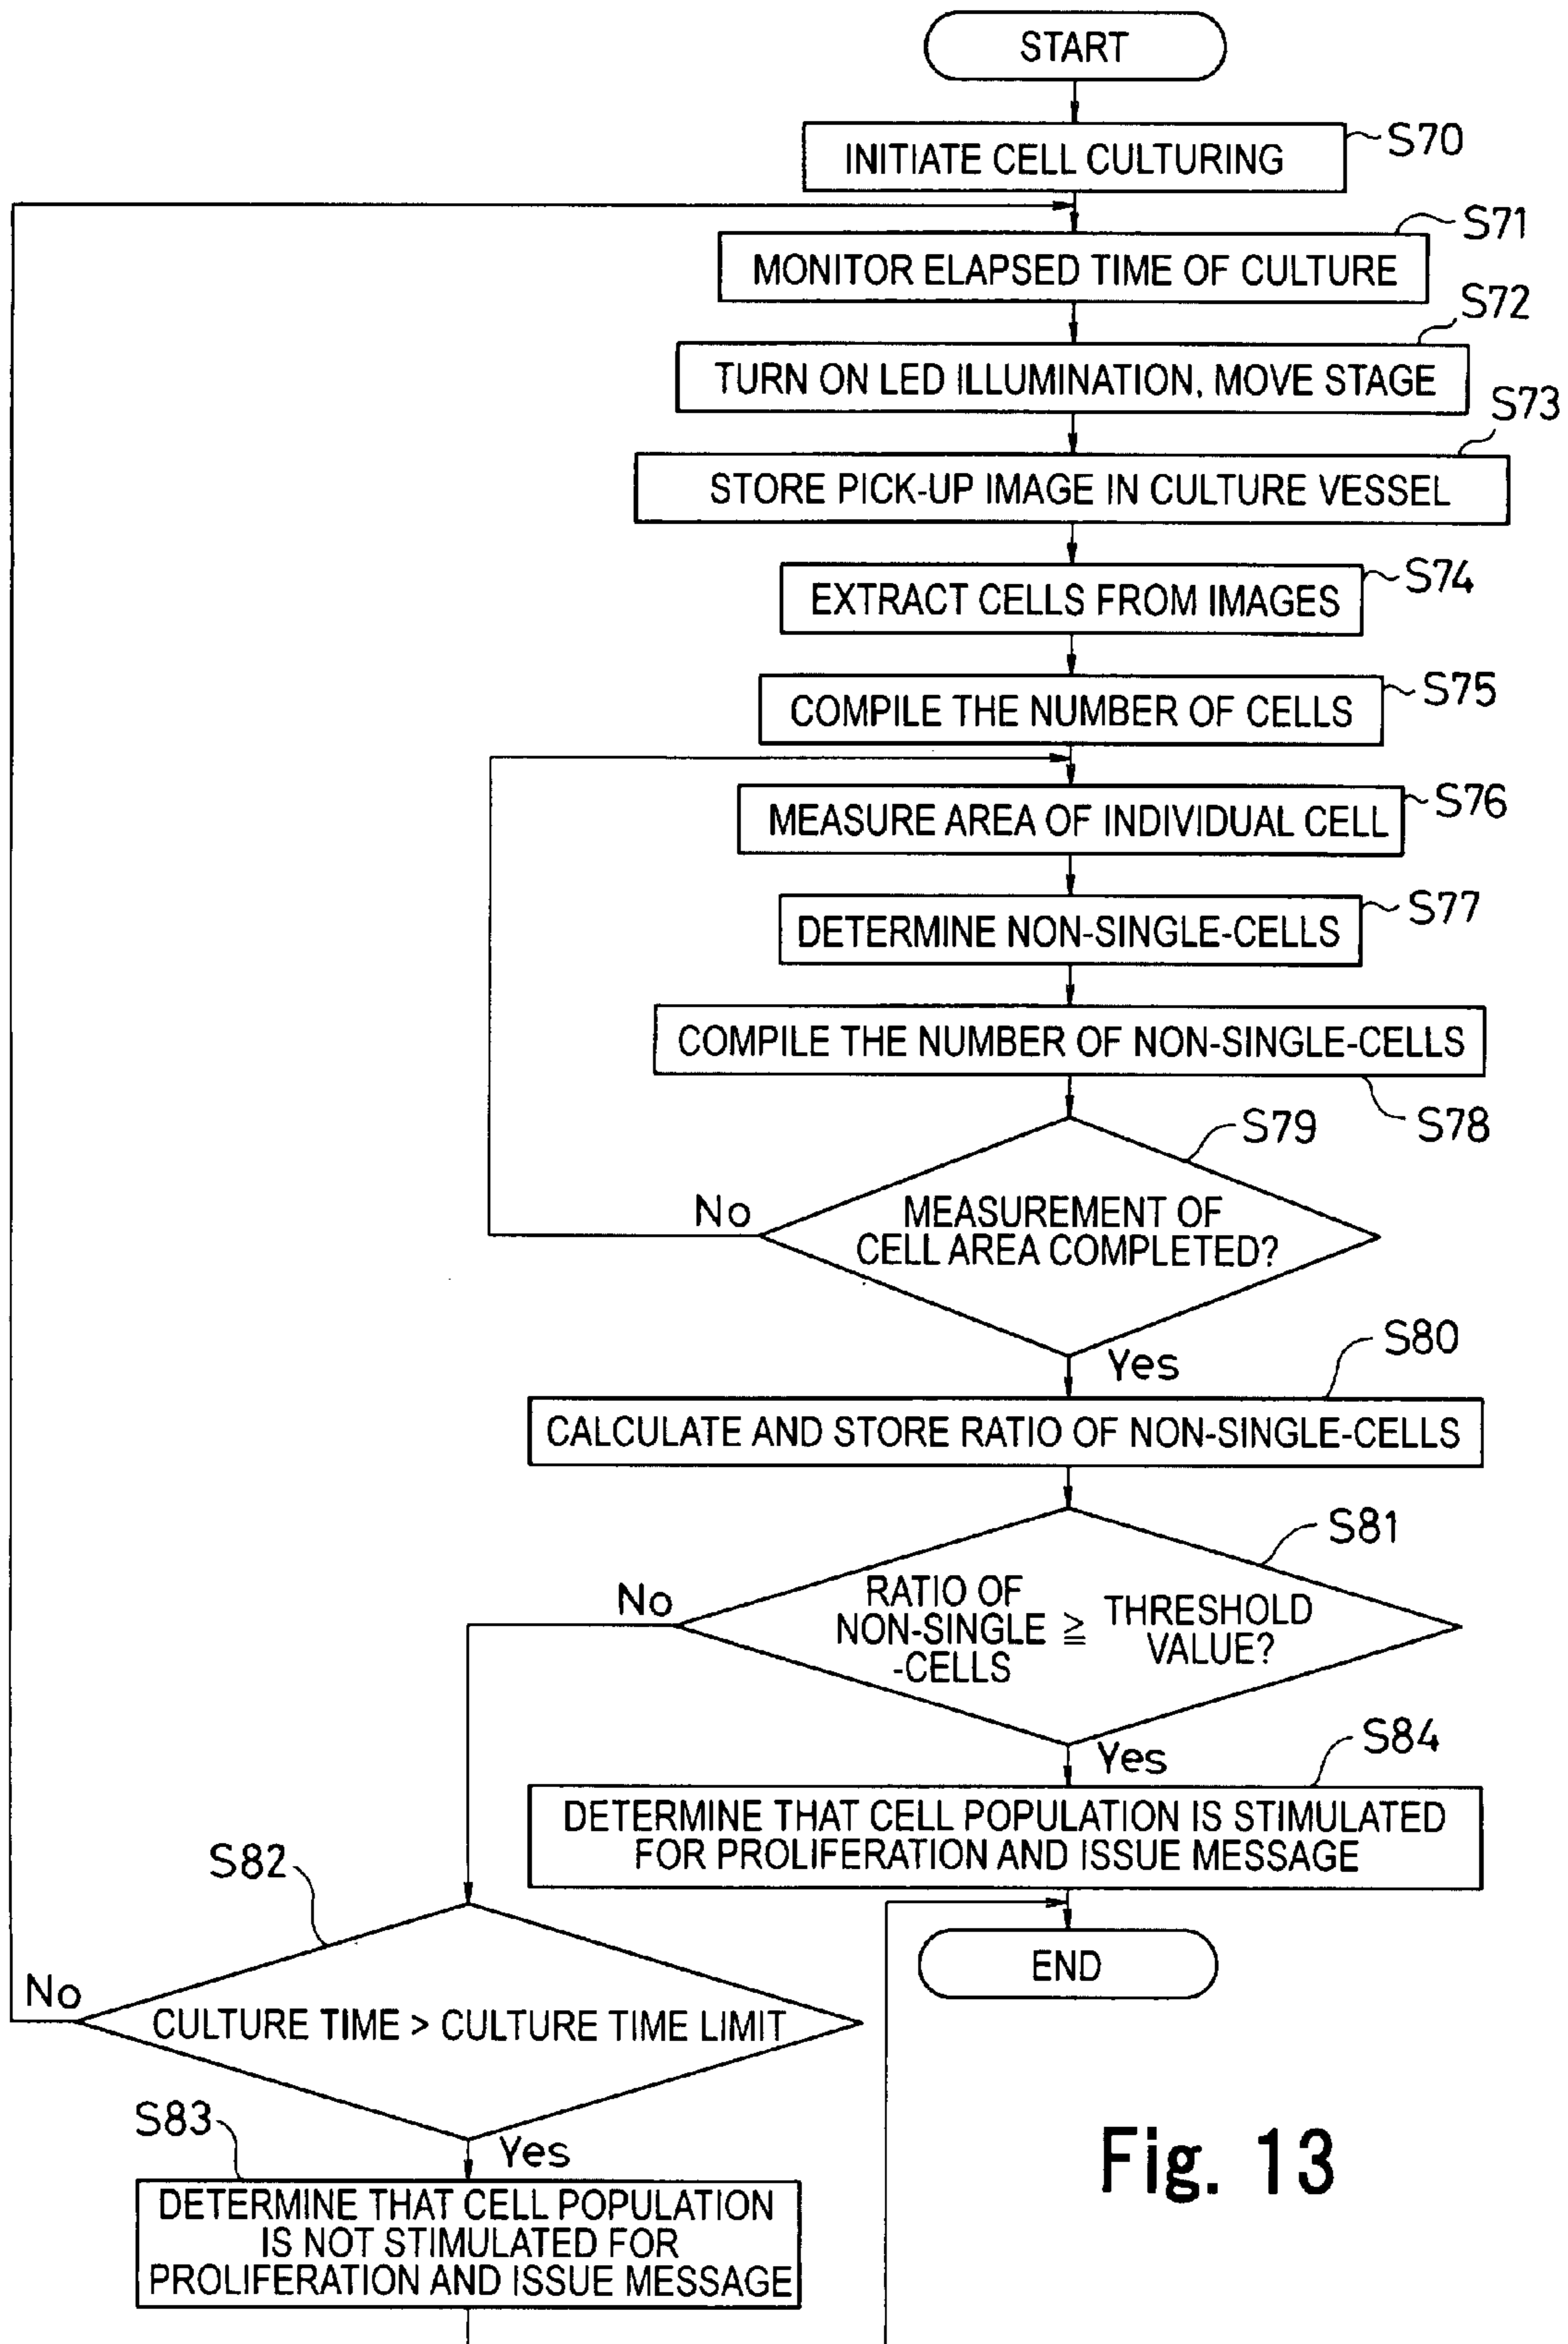 START
INITIATE CELL CULTURING
S70
MONITOR ELAPSED TIME OF CULTURE
S71
TURN ON LED ILLUMINATION, MOVE STAGE
S72
STORE PICK-UP IMAGE IN CULTURE VESSEL
S73
EXTRACT CELLS FROM IMAGES
S74
COMPILE THE NUMBER OF CELLS
S75
MEASURE AREA OF INDIVIDUAL CELL
S76
DETERMINE NON-SINGLE-CELLS
S77
COMPILE THE NUMBER OF NON-SINGLE-CELLS
S78
S79
No
MEASUREMENT OF
CELL AREA COMPLETED?
Yes
S80
CALCULATE AND STORE RATIO OF NON-SINGLE-CELLS
S81
No
RATIO OF
NON-SINGLE
-CELLS
≧
THRESHOLD
VALUE?
Yes
S84
DETERMINE THAT CELL POPULATION IS STIMULATED
FOR PROLIFERATION AND ISSUE MESSAGE
END
S82
No
CULTURE TIME > CULTURE TIME LIMIT
Yes
S83
DETERMINE THAT CELL POPULATION
IS NOT STIMULATED FOR
PROLIFERATION AND ISSUE MESSAGE
Fig. 13